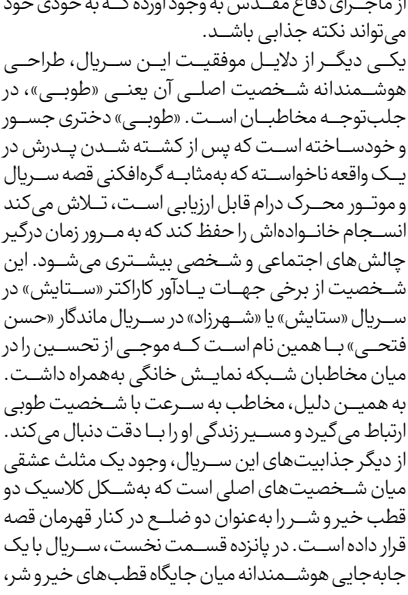 از ماجرای دفاع مقدس به وجود آورده که به خودی خود
می‌تواند نکته جذابی باشد.
یکی دیگر از دلایل موفقیت این سریال، طراحی
هوشمندانه شخصیت اصلی آن یعنی «طوبی»، در
جلب‌توجه مخاطبان است. «طوبی» دختری جسور
و خودساخته است که پس از کشته شدن پدرش در
یک واقعه ناخواسته که به‌مثابه گره‌افکنی قصه سریال
و موتور محرک درام قابل ارزیابی است، تلاش می‌کند
انسجام خانواده‌اش را حفظ کند که به مرور زمان درگیر
چالش‌های اجتماعی و شخصی بیشتری می‌شود. این
شخصیت از برخی جهات یادآور کاراکتر «ستایش» در
سریال «ستایش» یا «شهرزاد» در سریال ماندگار «حسن
فتحی» با همین نام است که موجی از تحسین را در
میان مخاطبان شبکه نمایش خانگی به‌همراه داشت.
به همین دلیل، مخاطب به سرعت با شخصیت طوبی
ارتباط می‌گیرد و مسیر زندگی او را با دقت دنبال می‌کند.
از دیگر جذابیت‌های این سریال، وجود یک مثلث عشقی
میان شخصیت‌های اصلی است که به‌شکل کلاسیک دو
قطب خیر و شر را به‌عنوان دو ضلع در کنار قهرمان قصه
قرار داده است. در پانزده قسمت نخست، سریال با یک
جابه‌جایی هوشمندانه میان جایگاه قطب‌های خیر و شر،